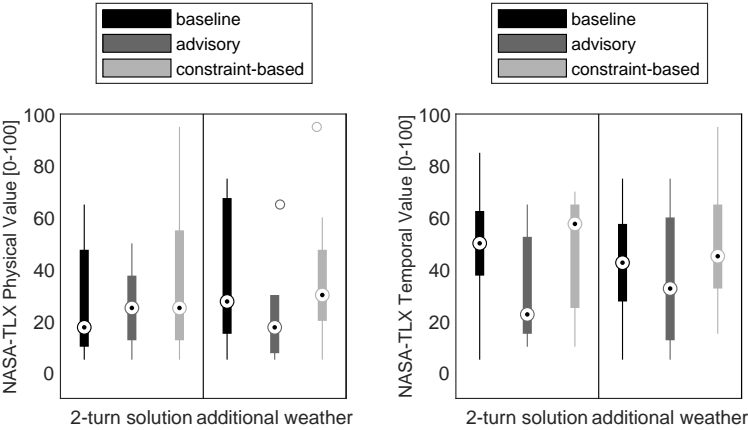 baseline
advisory
constraint-based
NASA-TLX Physical Value [0-100]
100
80
60
40
20
0
2-turn solution additional weather
baseline
advisory
constraint-based
NASA-TLX Temporal Value [0-100]
100
80
60
40
20
0
2-turn solution additional weather